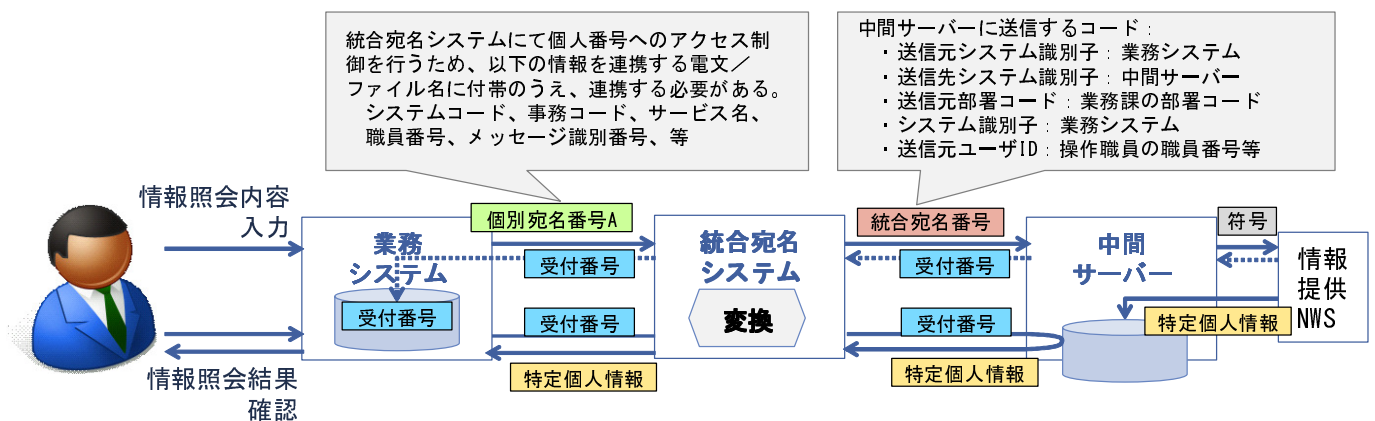 統合宛名システムにて個人番号へのアクセス制
御を行うため、以下の情報を連携する電文／
ファイル名に付帯のうえ、連携する必要がある。
システムコード、事務コード、サービス名、
職員番号、メッセージ識別番号、等
中間サーバーに送信するコード：
・送信元システム識別子：業務システム
・送信先システム識別子：中間サーバー
・送信元部署コード：業務課の部署コード
・システム識別子：業務システム
・送信元ユーザID：操作職員の職員番号等
情報照会内容
入力
個別宛名番号A
統合宛名番号
符号
業務
システム
統合宛名
システム
中間
サーバー
受付番号
受付番号
情報
提供
NWS
受付番号
受付番号
変換
受付番号
特定個人情報
特定個人情報
特定個人情報
情報照会結果
確認